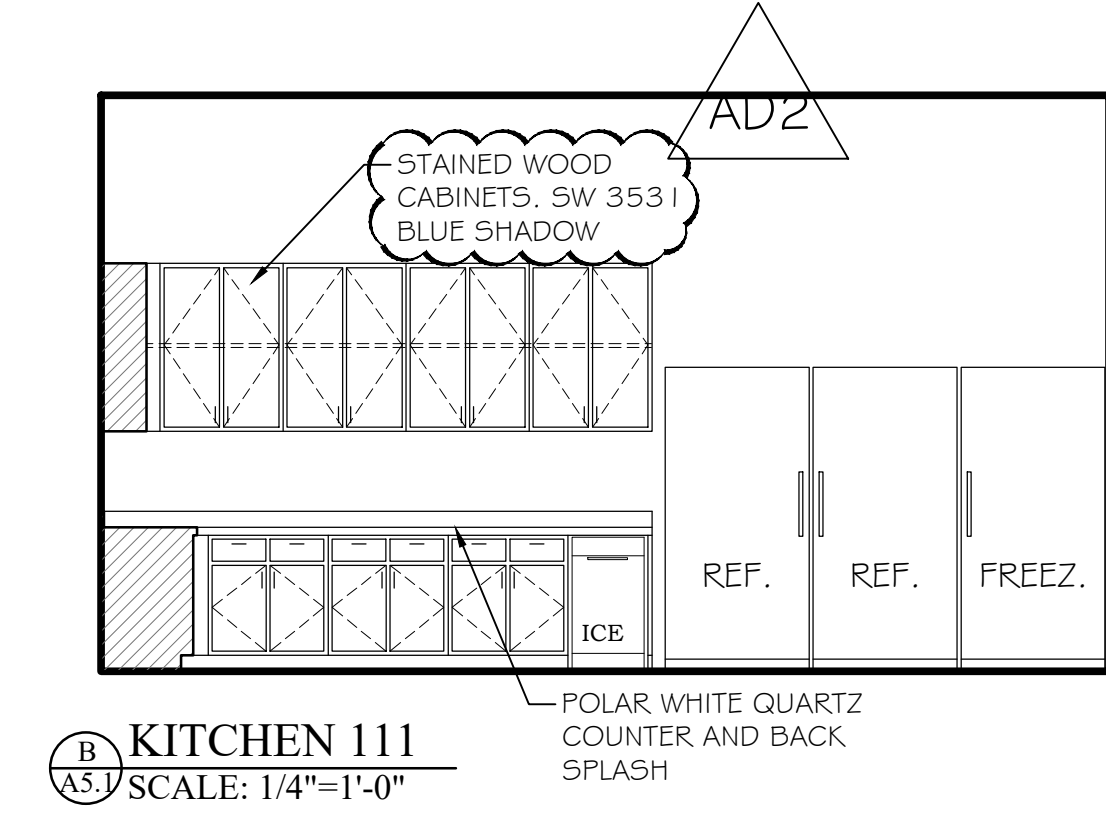 AD2
STAINED WOOD
CABINETS. SW 3531
BLUE SHADOW
REF.
REF.
FREEZ.
ICE
POLAR WHITE QUARTZ
COUNTER AND BACK
SPLASH
B
A5.1
KITCHEN 111
SCALE: 1/4"=1'-0"